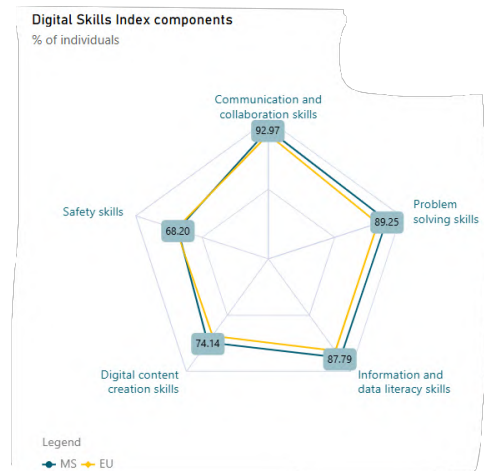 Digital Skills Index components
% of individuals
Communication and
collaboration skills
92.97
Problem
solving skills
89.25
Safety skills
68.20
74.14
87.79
Digital content
creation skills
Information and
data literacy skills
Legend
MS EU